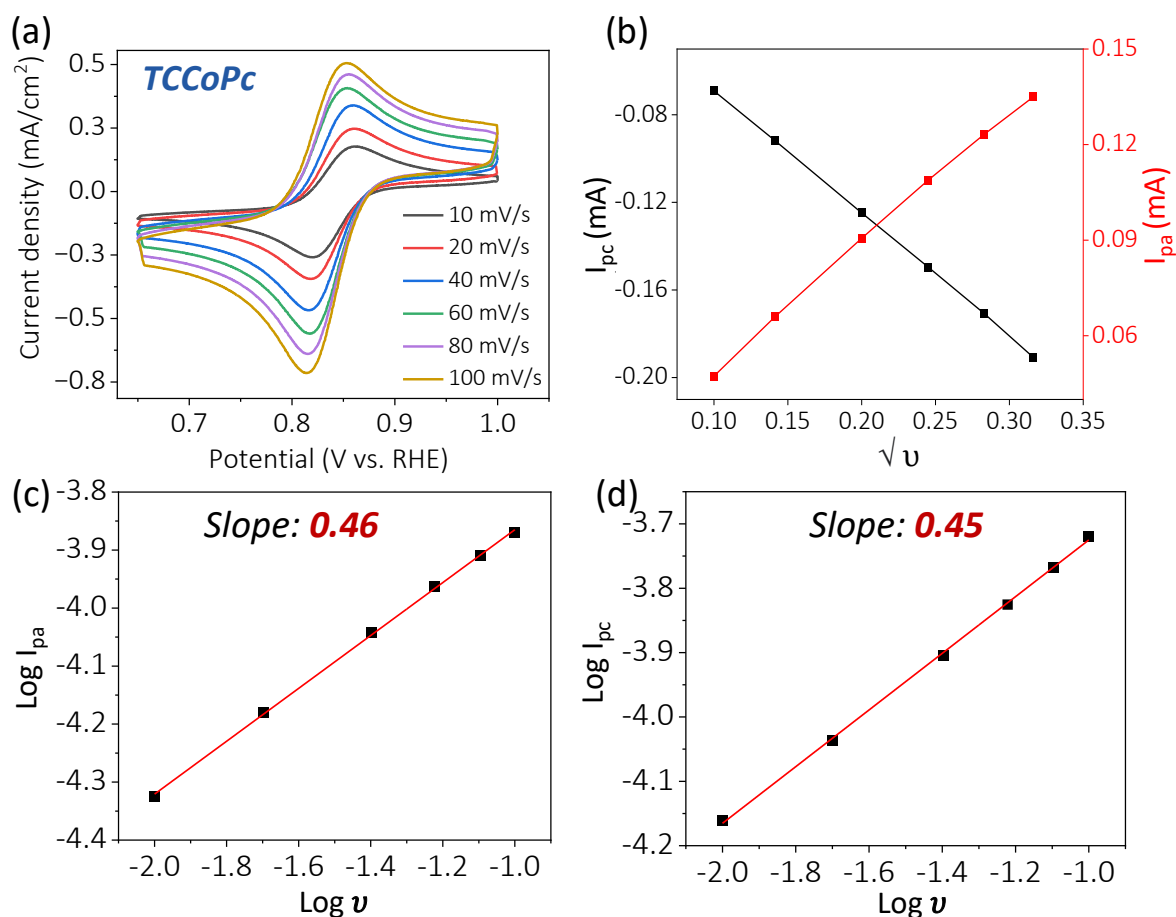 (a)
TCCoPc
0.5
0.3
0.0
−0.3
−0.5
−0.8
Current density (mA/cm²)
10 mV/s
20 mV/s
40 mV/s
60 mV/s
80 mV/s
100 mV/s
0.7
0.8
0.9
1.0
Potential (V vs. RHE)
(b)
-0.08
-0.12
-0.16
-0.20
I_pc (mA)
0.15
0.12
0.09
0.06
I_pa (mA)
0.10
0.15
0.20
0.25
0.30
0.35
√ υ
(c)
Slope: 0.46
-3.8
-3.9
-4.0
-4.1
-4.2
-4.3
-4.4
Log I_pa
-2.0
-1.8
-1.6
-1.4
-1.2
-1.0
Log υ
(d)
Slope: 0.45
-3.7
-3.8
-3.9
-4.0
-4.1
-4.2
Log I_pc
-2.0
-1.8
-1.6
-1.4
-1.2
-1.0
Log υ